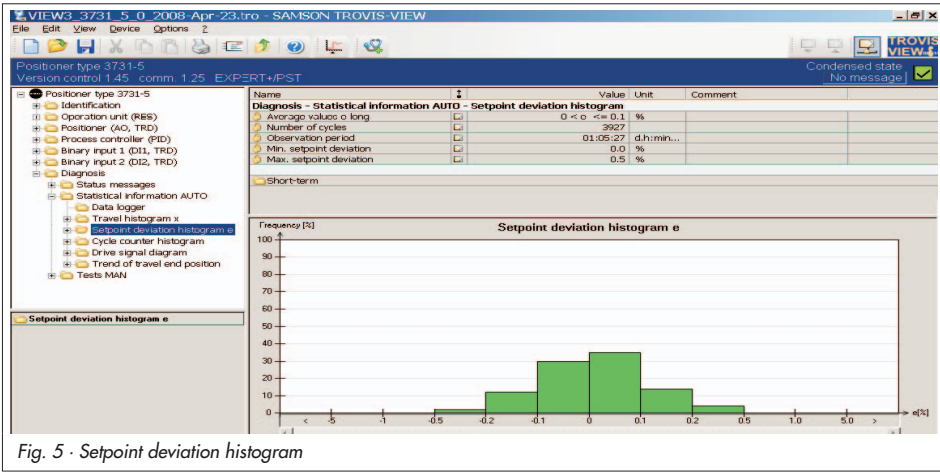 VIEW3_3731_5_0_2008-Apr-23.tro - SAMSON TROVIS-VIEW
File Edit View Device Options ?
TROVIS
VIEW
Positioner type 3731-5
Version control 1.45 comm. 1.25 EXPERT+/PST
Condensed state
No message
Positioner type 3731-5
Identification
Operation unit (RES)
Positioner (AO, TRD)
Process controller (PID)
Binary input 1 (DI1, TRD)
Binary input 2 (DI2, TRD)
Diagnosis
Status messages
Statistical information AUTO
Data logger
Travel histogram x
Setpoint deviation histogram e
Cycle counter histogram
Drive signal diagram
Trend of travel end position
Tests MAN
Setpoint deviation histogram e
Name Value Unit Comment
Diagnosis - Statistical information AUTO - Setpoint deviation histogram
Average value e long 0 < e <= 0.1 %
Number of cycles 3927
Observation period 01:05:27 d.h:min...
Min. setpoint deviation 0.0 %
Max. setpoint deviation 0.5 %
Short-term
Frequency [%]
Setpoint deviation histogram e
100
90
80
70
60
50
40
30
20
10
0
< -5 -1 -0.5 -0.2 -0.1 0 0.1 0.2 0.5 1.0 5.0 > e[%]
Fig. 5 · Setpoint deviation histogram